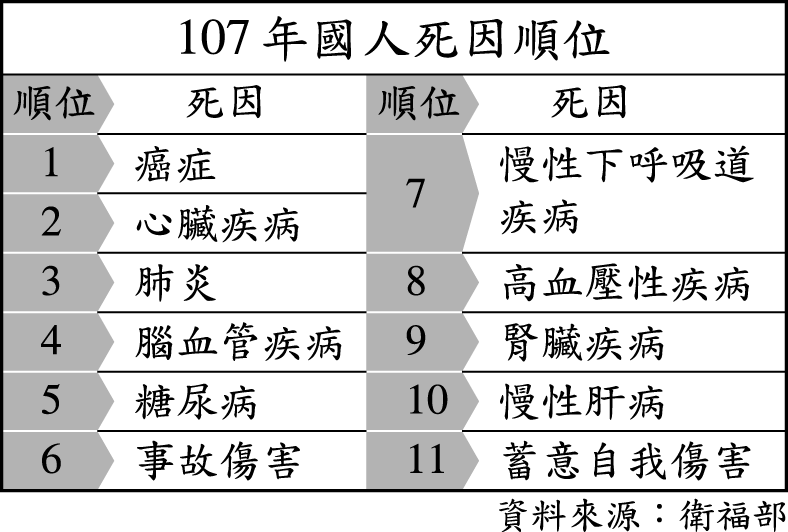 107 年國人死因順位
順位 死因 順位 死因
1 癌症
2 心臟疾病
3 肺炎
4 腦血管疾病
5 糖尿病
6 事故傷害
7 慢性下呼吸道
疾病
8 高血壓性疾病
9 腎臟疾病
10 慢性肝病
11 蓄意自我傷害
資料來源：衛福部